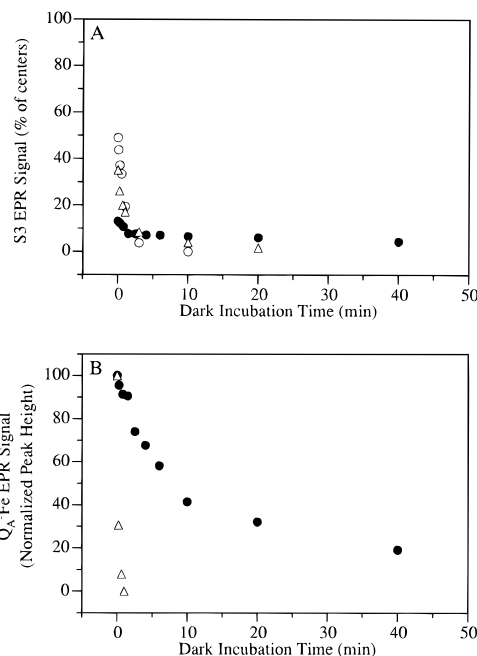 A
S3 EPR Signal (% of centers)
100
80
60
40
20
0
0 10 20 30 40 50
Dark Incubation Time (min)
B
QA-Fe EPR Signal
(Normalized Peak Height)
100
80
60
40
20
0
0 10 20 30 40 50
Dark Incubation Time (min)